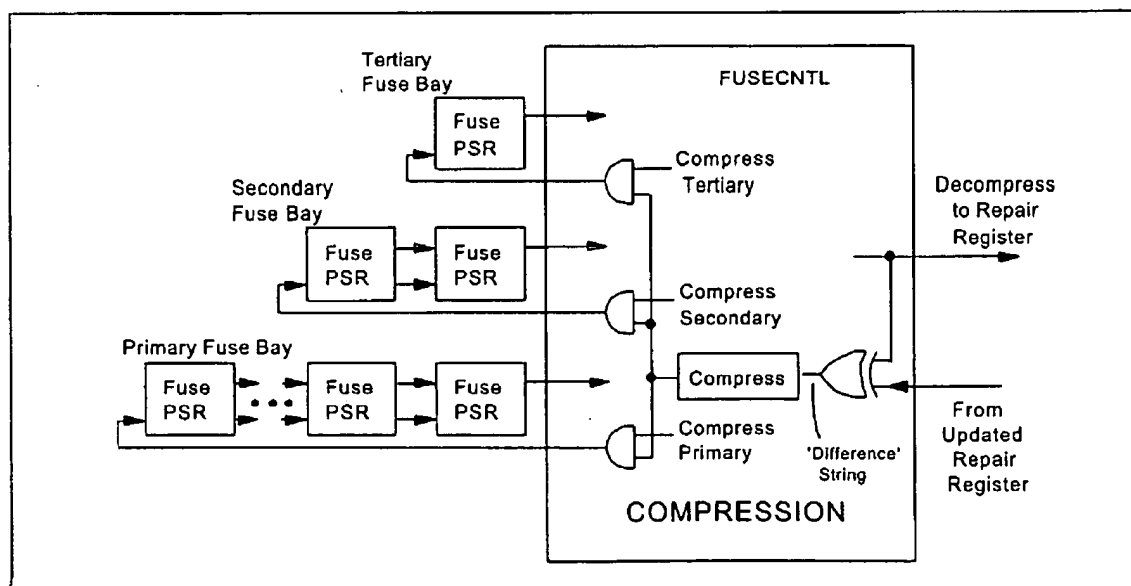 Tertiary
Fuse Bay
FUSECNTL
Fuse
PSR
Compress
Tertiary
Secondary
Fuse Bay
Decompress
to Repair
Register
Fuse
PSR
Fuse
PSR
Compress
Secondary
Primary Fuse Bay
Fuse
PSR
Fuse
PSR
Fuse
PSR
Compress
Compress
Primary
'Difference'
String
From
Updated
Repair
Register
COMPRESSION